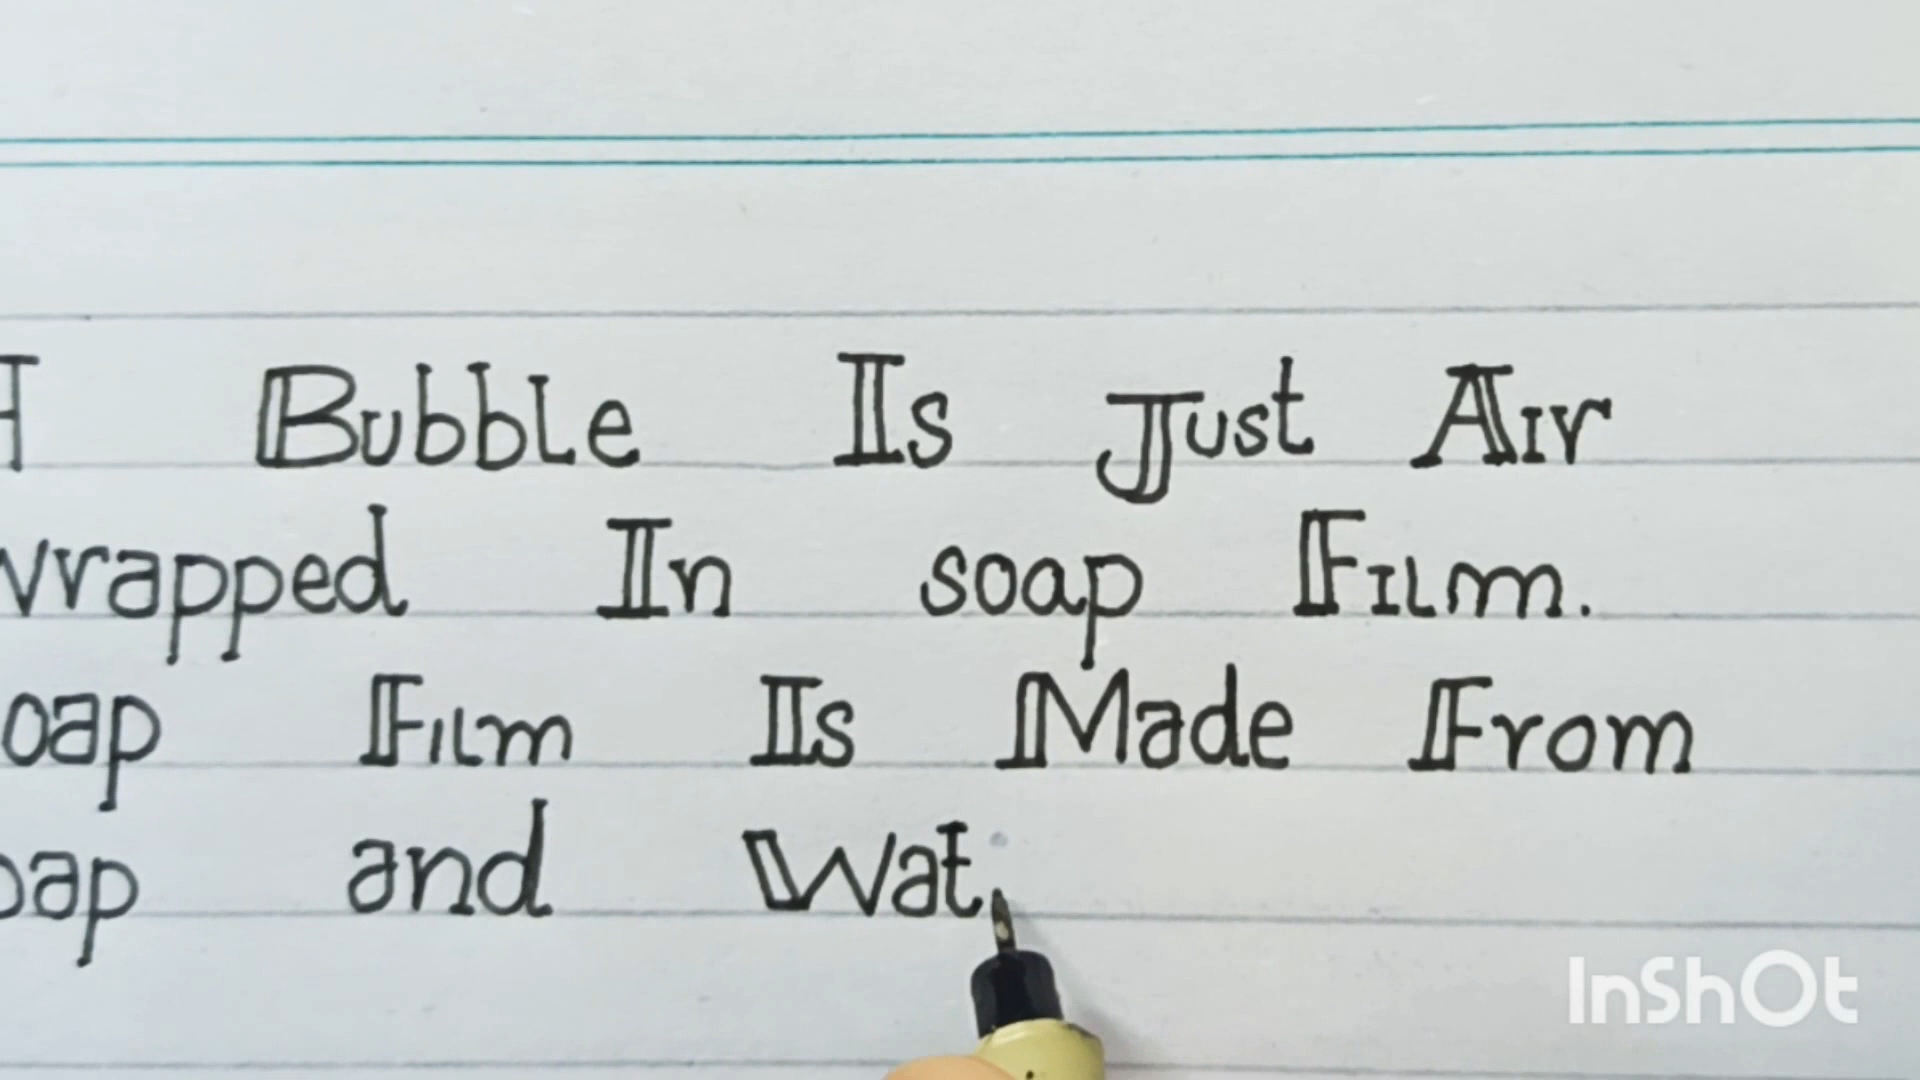 A Bubble Is Just Air
wrapped In soap Film.
oap Film Is Made From
oap and Wat
InShOt